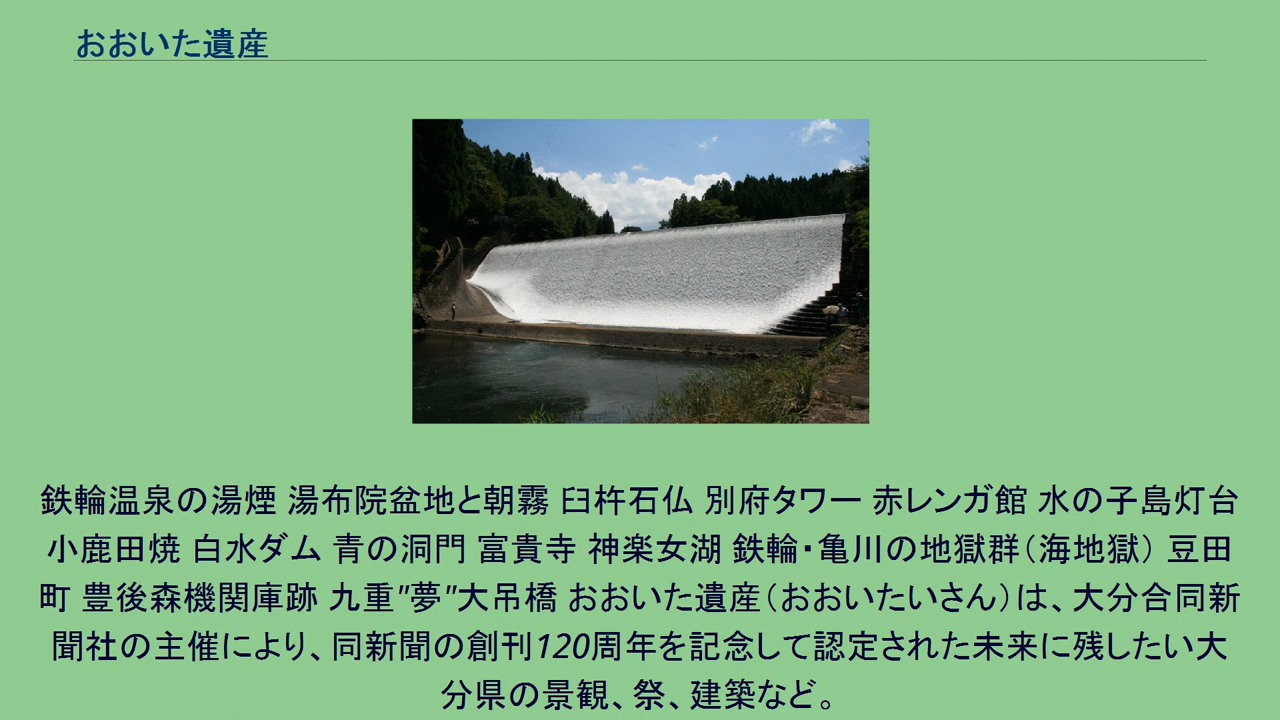 おおいた遺産
鉄輪温泉の湯煙 湯布院盆地と朝霧 臼杵石仏 別府タワー 赤レンガ館 水の子島灯台
小鹿田焼 白水ダム 青の洞門 富貴寺 神楽女湖 鉄輪・亀川の地獄群（海地獄） 豆田
町 豊後森機関庫跡 九重"夢"大吊橋 おおいた遺産（おおいたいさん）は、大分合同新
聞社の主催により、同新聞の創刊120周年を記念して認定された未来に残したい大
分県の景観、祭、建築など。